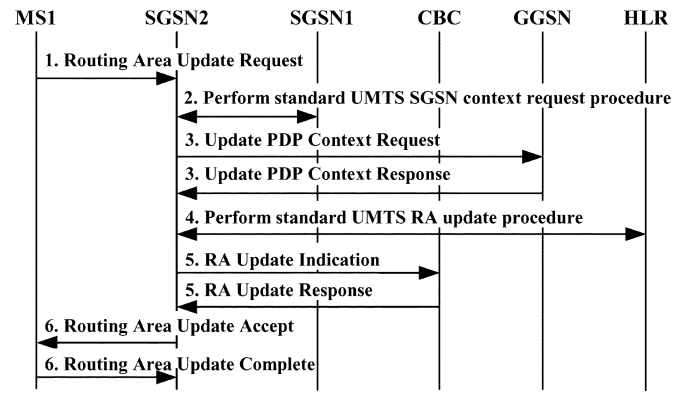 MS1 SGSN2 SGSN1 CBC GGSN HLR
1. Routing Area Update Request
2. Perform standard UMTS SGSN context request procedure
3. Update PDP Context Request
3. Update PDP Context Response
4. Perform standard UMTS RA update procedure
5. RA Update Indication
5. RA Update Response
6. Routing Area Update Accept
6. Routing Area Update Complete